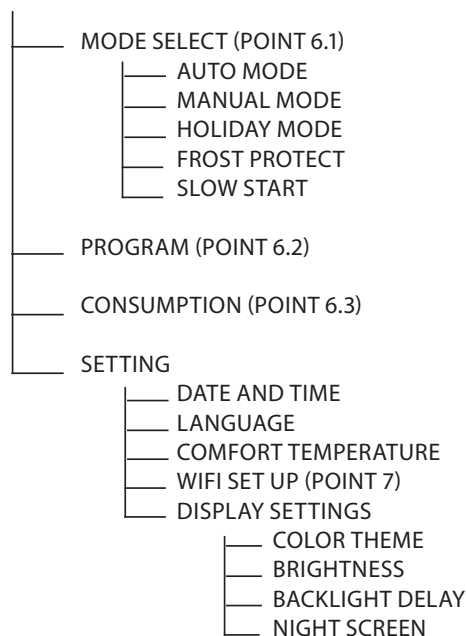 MODE SELECT (POINT 6.1)
AUTO MODE
MANUAL MODE
HOLIDAY MODE
FROST PROTECT
SLOW START
PROGRAM (POINT 6.2)
CONSUMPTION (POINT 6.3)
SETTING
DATE AND TIME
LANGUAGE
COMFORT TEMPERATURE
WIFI SET UP (POINT 7)
DISPLAY SETTINGS
COLOR THEME
BRIGHTNESS
BACKLIGHT DELAY
NIGHT SCREEN